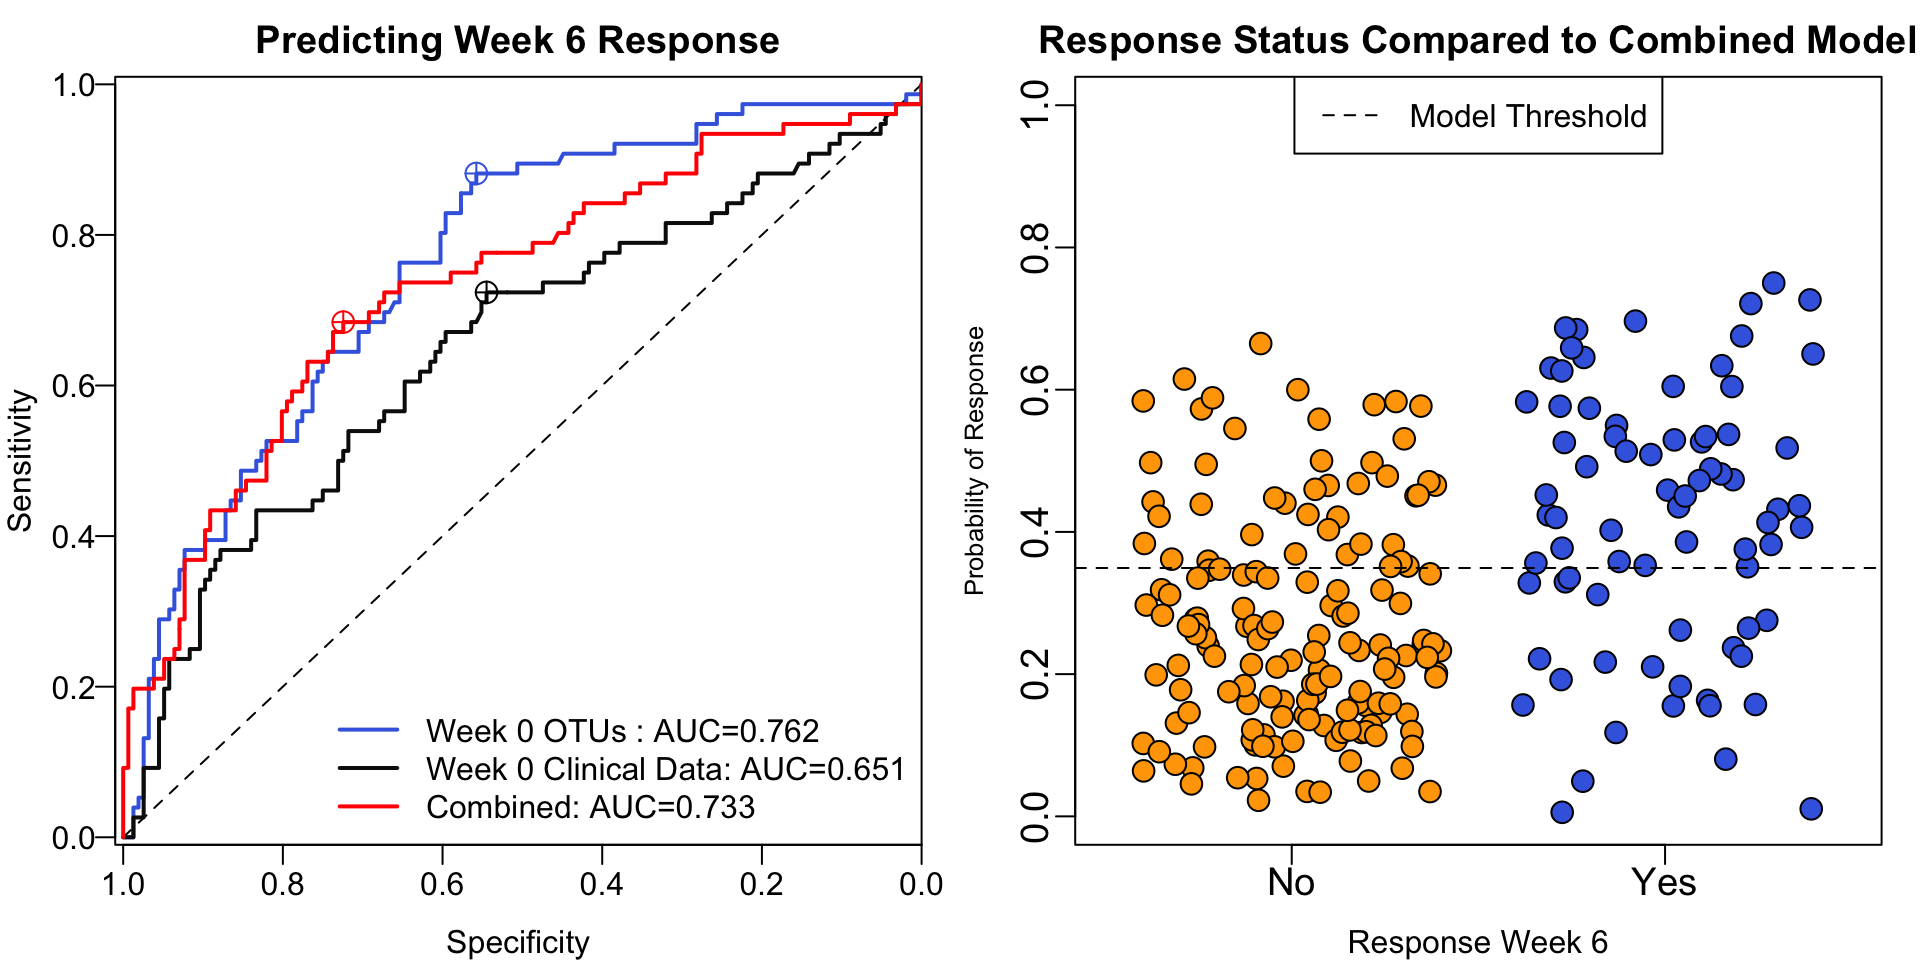 Predicting Week 6 Response
Sensitivity
1.0
0.8
0.6
0.4
0.2
0.0
Week 0 OTUs : AUC=0.762
Week 0 Clinical Data: AUC=0.651
Combined: AUC=0.733
1.0 0.8 0.6 0.4 0.2 0.0
Specificity
Response Status Compared to Combined Model
Probability of Response
1.0
0.8
0.6
0.4
0.2
0.0
Model Threshold
No Yes
Response Week 6